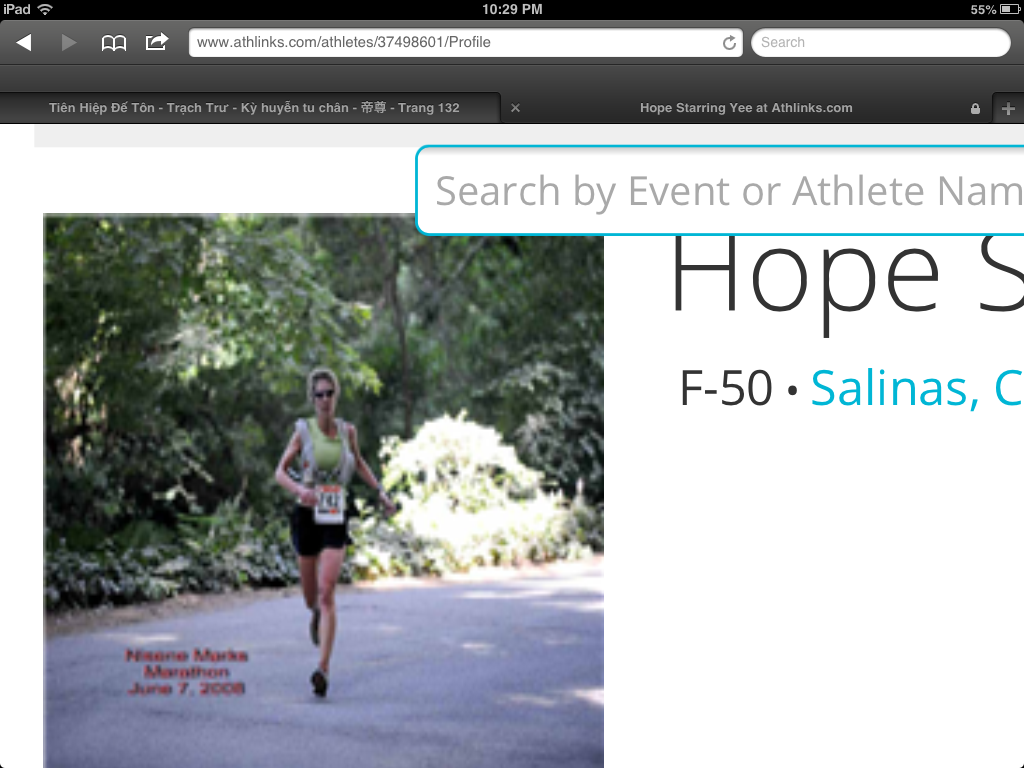 iPad 10:29 PM 55%
www.athlinks.com/athletes/37498601/Profile Search
Tiên Hiệp Đế Tôn - Trạch Trư - Kỳ huyễn tu chân - 帝尊 - Trang 132 Hope Starring Yee at Athlinks.com
Search by Event or Athlete Nam
Hope S
F-50 • Salinas, C
742
Nisene Marks
Marathon
June 7, 2008